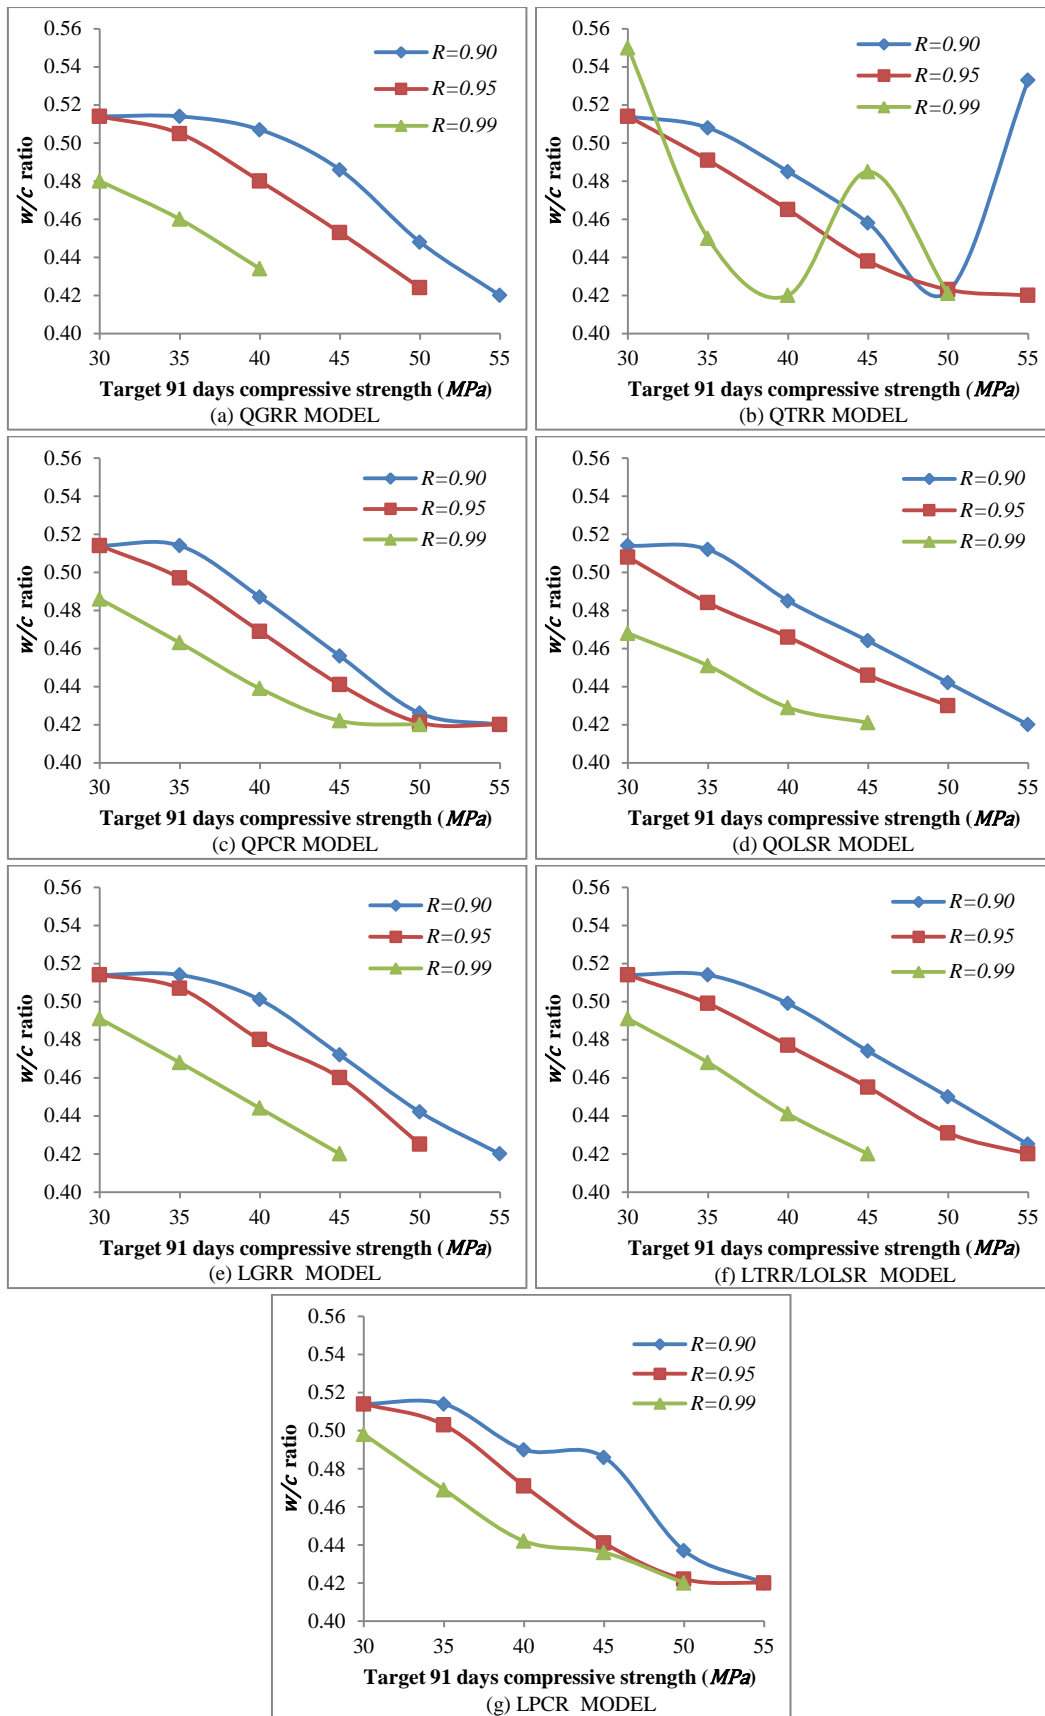 0.56
0.54
0.52
0.50
0.48
0.46
0.44
0.42
0.40
w/c ratio
R=0.90
R=0.95
R=0.99
30 35 40 45 50 55
Target 91 days compressive strength (MPa)
(a) QGRR MODEL
0.56
0.54
0.52
0.50
0.48
0.46
0.44
0.42
0.40
w/c ratio
R=0.90
R=0.95
R=0.99
30 35 40 45 50 55
Target 91 days compressive strength (MPa)
(b) QTRR MODEL
0.56
0.54
0.52
0.50
0.48
0.46
0.44
0.42
0.40
w/c ratio
R=0.90
R=0.95
R=0.99
30 35 40 45 50 55
Target 91 days compressive strength (MPa)
(c) QPCR MODEL
0.56
0.54
0.52
0.50
0.48
0.46
0.44
0.42
0.40
w/c ratio
R=0.90
R=0.95
R=0.99
30 35 40 45 50 55
Target 91 days compressive strength (MPa)
(d) QOLSR MODEL
0.56
0.54
0.52
0.50
0.48
0.46
0.44
0.42
0.40
w/c ratio
R=0.90
R=0.95
R=0.99
30 35 40 45 50 55
Target 91 days compressive strength (MPa)
(e) LGRR MODEL
0.56
0.54
0.52
0.50
0.48
0.46
0.44
0.42
0.40
w/c ratio
R=0.90
R=0.95
R=0.99
30 35 40 45 50 55
Target 91 days compressive strength (MPa)
(f) LTRR/LOLSR MODEL
0.56
0.54
0.52
0.50
0.48
0.46
0.44
0.42
0.40
w/c ratio
R=0.90
R=0.95
R=0.99
30 35 40 45 50 55
Target 91 days compressive strength (MPa)
(g) LPCR MODEL